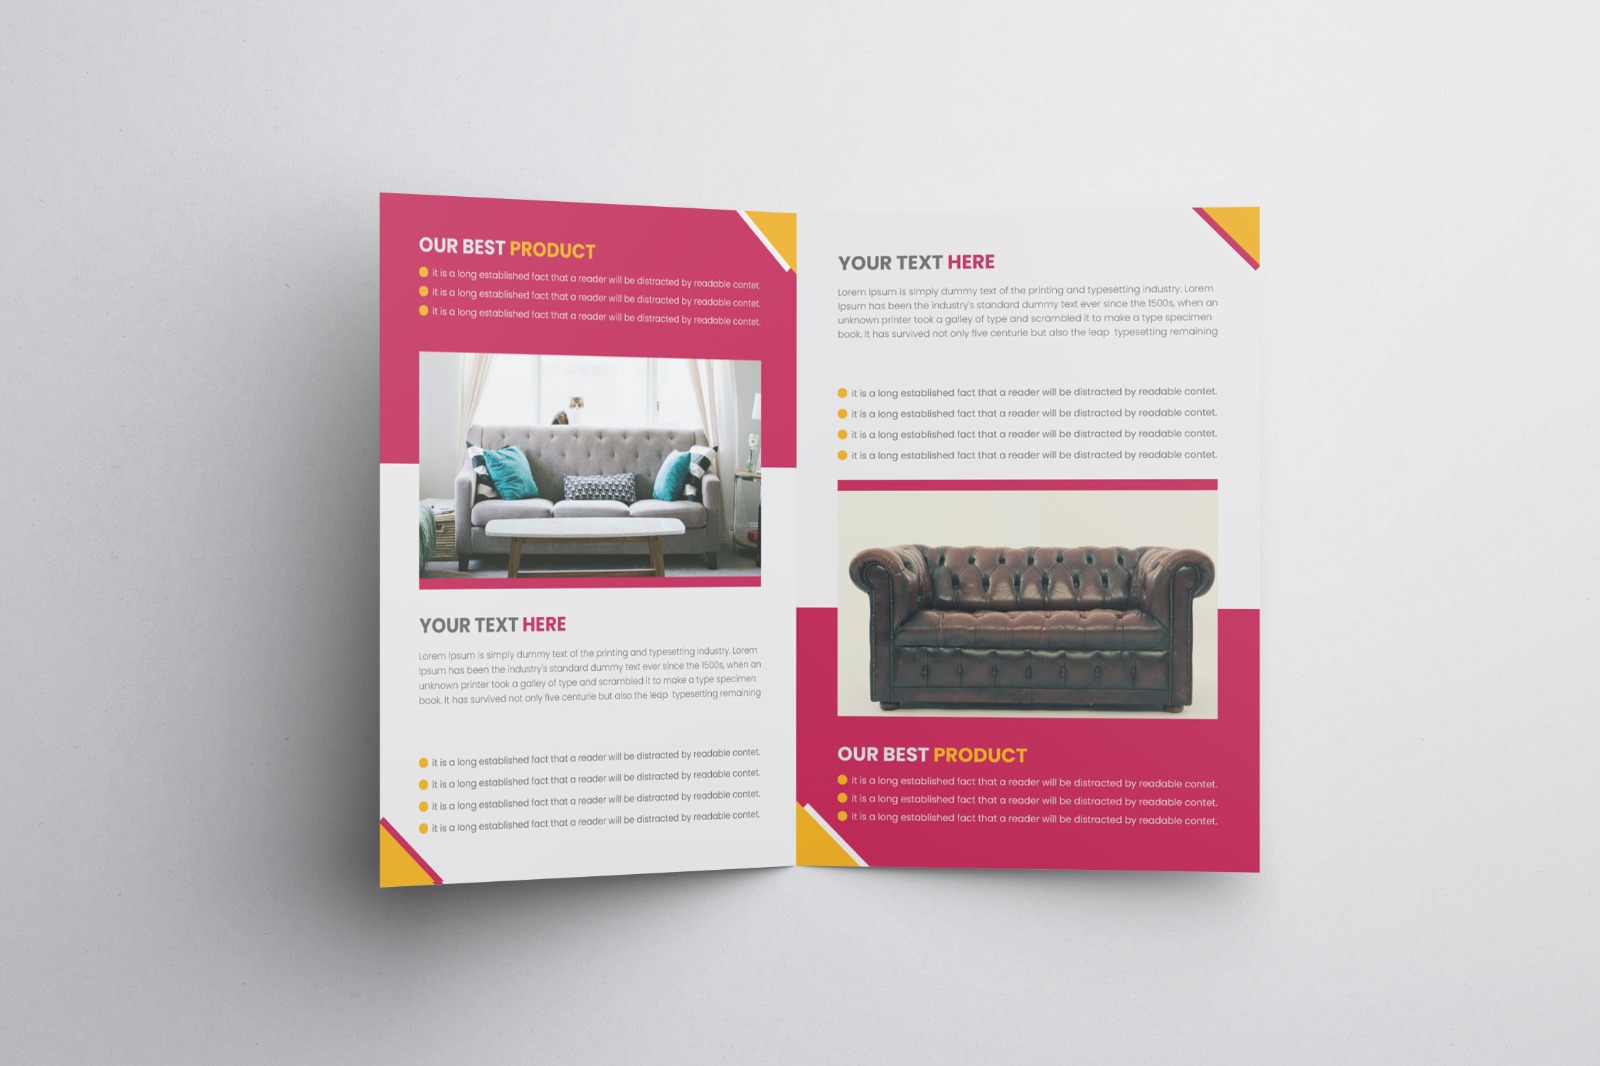 OUR BEST PRODUCT
it is a long established fact that a reader will be distracted by readable contet.
it is a long established fact that a reader will be distracted by readable contet.
it is a long established fact that a reader will be distracted by readable contet.
YOUR TEXT HERE
Lorem Ipsum is simply dummy text of the printing and typesetting industry. Lorem
Ipsum has been the industry's standard dummy text ever since the 1500s, when an
unknown printer took a galley of type and scrambled it to make a type specimen
book. It has survived not only five centurie but also the leap typesetting remaining
it is a long established fact that a reader will be distracted by readable contet.
it is a long established fact that a reader will be distracted by readable contet.
it is a long established fact that a reader will be distracted by readable contet.
it is a long established fact that a reader will be distracted by readable contet.
YOUR TEXT HERE
Lorem Ipsum is simply dummy text of the printing and typesetting industry. Lorem
Ipsum has been the industry's standard dummy text ever since the 1500s, when an
unknown printer took a galley of type and scrambled it to make a type specimen
book. It has survived not only five centurie but also the leap typesetting remaining
it is a long established fact that a reader will be distracted by readable contet.
it is a long established fact that a reader will be distracted by readable contet.
it is a long established fact that a reader will be distracted by readable contet.
it is a long established fact that a reader will be distracted by readable contet.
OUR BEST PRODUCT
it is a long established fact that a reader will be distracted by readable contet.
it is a long established fact that a reader will be distracted by readable contet.
it is a long established fact that a reader will be distracted by readable contet.